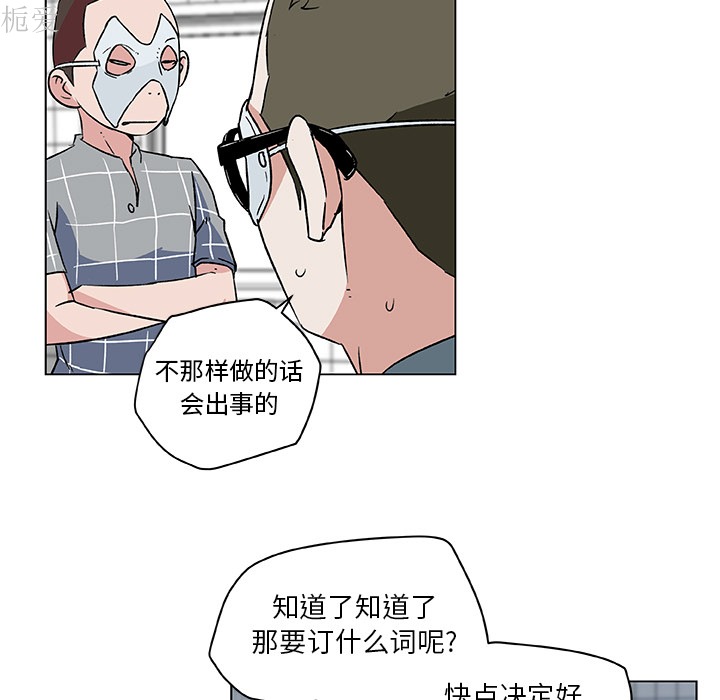 栀爱
不那样做的话
会出事的
知道了知道了
那要订什么词呢?
快点决定好